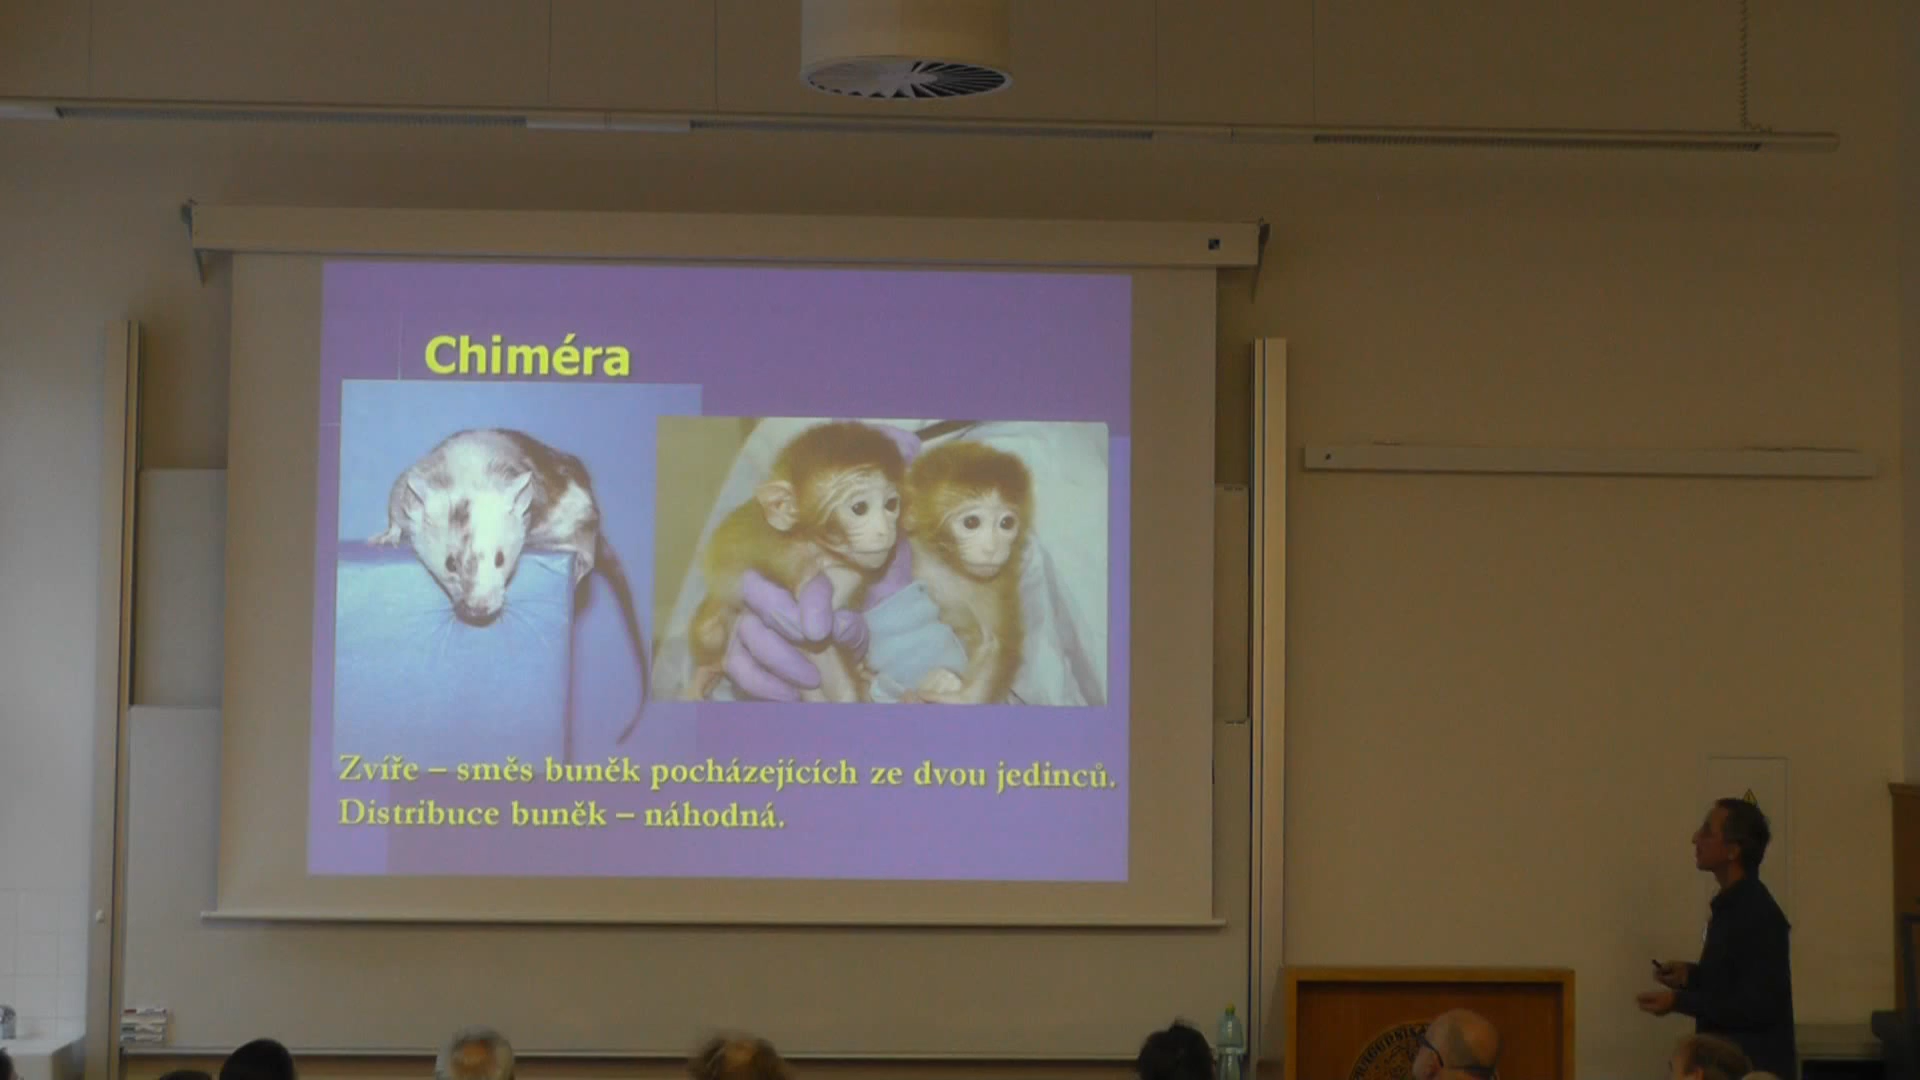 Chiméra
Zvíře – směs buněk pocházejících ze dvou jedinců.
Distribuce buněk – náhodná.